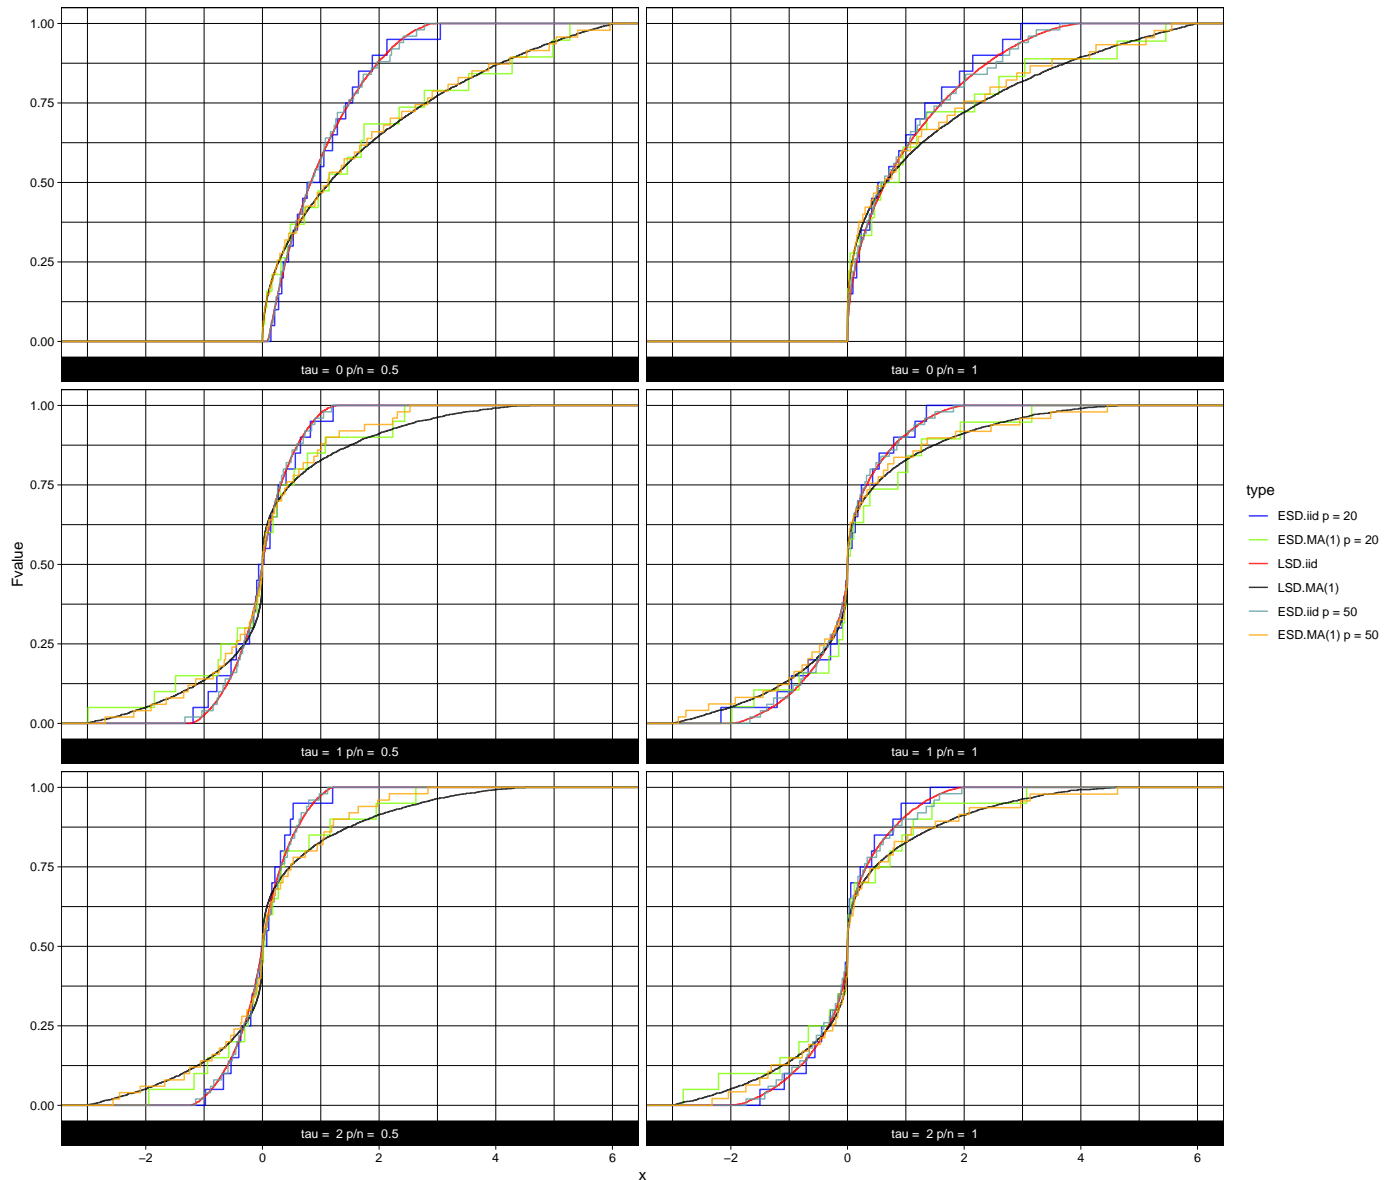 1.00
0.75
0.50
0.25
0.00
tau = 0 p/n = 0.5
tau = 0 p/n = 1
1.00
0.75
0.50
0.25
0.00
tau = 1 p/n = 0.5
tau = 1 p/n = 1
1.00
0.75
0.50
0.25
0.00
tau = 2 p/n = 0.5
tau = 2 p/n = 1
−2 0 2 4 6
−2 0 2 4 6
x
Fvalue
type
ESD.iid p = 20
ESD.MA(1) p = 20
LSD.iid
LSD.MA(1)
ESD.iid p = 50
ESD.MA(1) p = 50